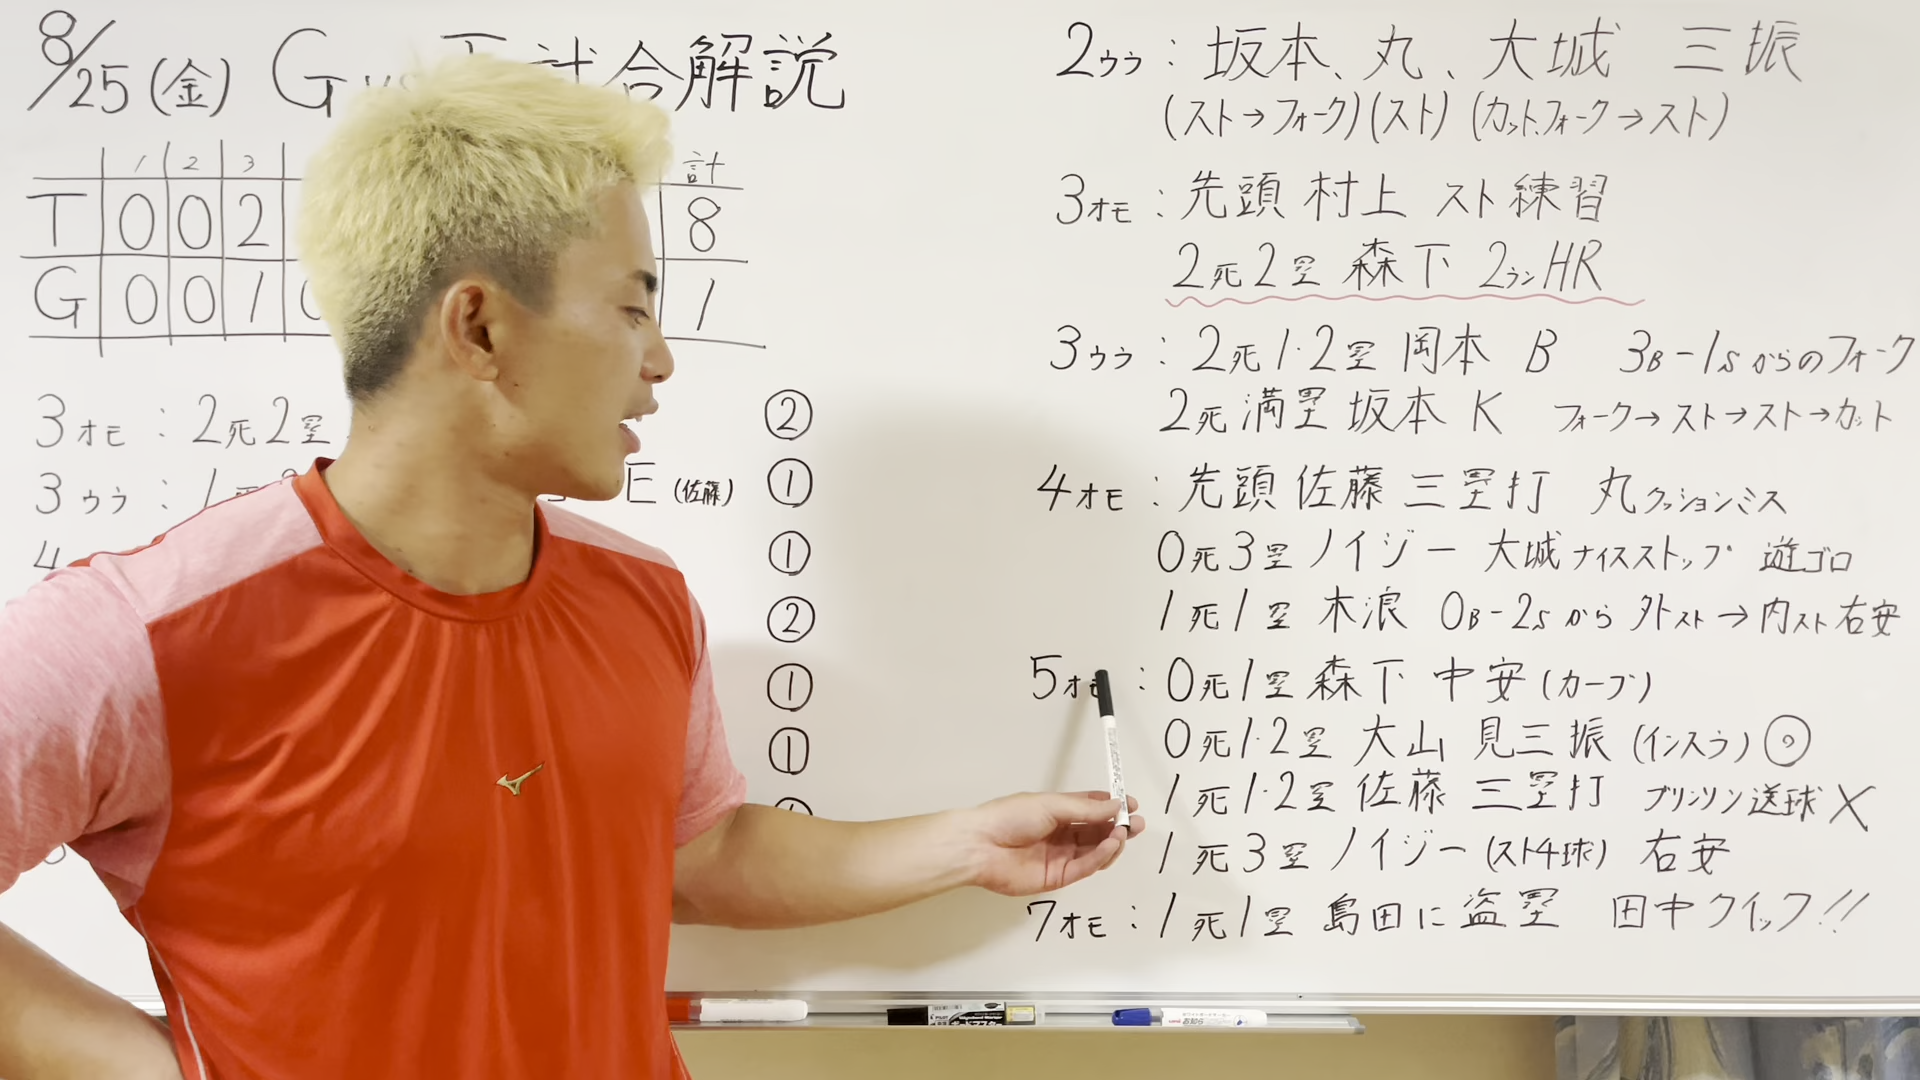 8/25(金) G vs T 試合解説
1 2 3 計
T 0 0 2 8
G 0 0 1 0 1
3オモ：2死2塁 ②
3ウラ：1死 E(佐藤) ①
4 ①
②
①
①
2ウラ：坂本、丸、大城 三振
(スト→フォーク)(スト)(カット,フォーク→スト)
3オモ：先頭 村上 スト練習
2死2塁 森下 2ランHR
3ウラ：2死1・2塁 岡本 B 3B-1Sからのフォーク
2死満塁 坂本 K フォーク→スト→スト→カット
4オモ：先頭 佐藤 三塁打 丸クッションミス
0死3塁 ノイジー 大城ナイスストップ 遊ゴロ
1死1塁 木浪 0B-2Sから 外スト→内スト右安
5オモ：0死1塁 森下 中安(カーブ)
0死1・2塁 大山 見三振(インスラ)◎
1死1・2塁 佐藤 三塁打 ブリンソン送球X
1死3塁 ノイジー(スト4球) 右安
7オモ：1死1塁 島田に盗塁 田中クイック!!